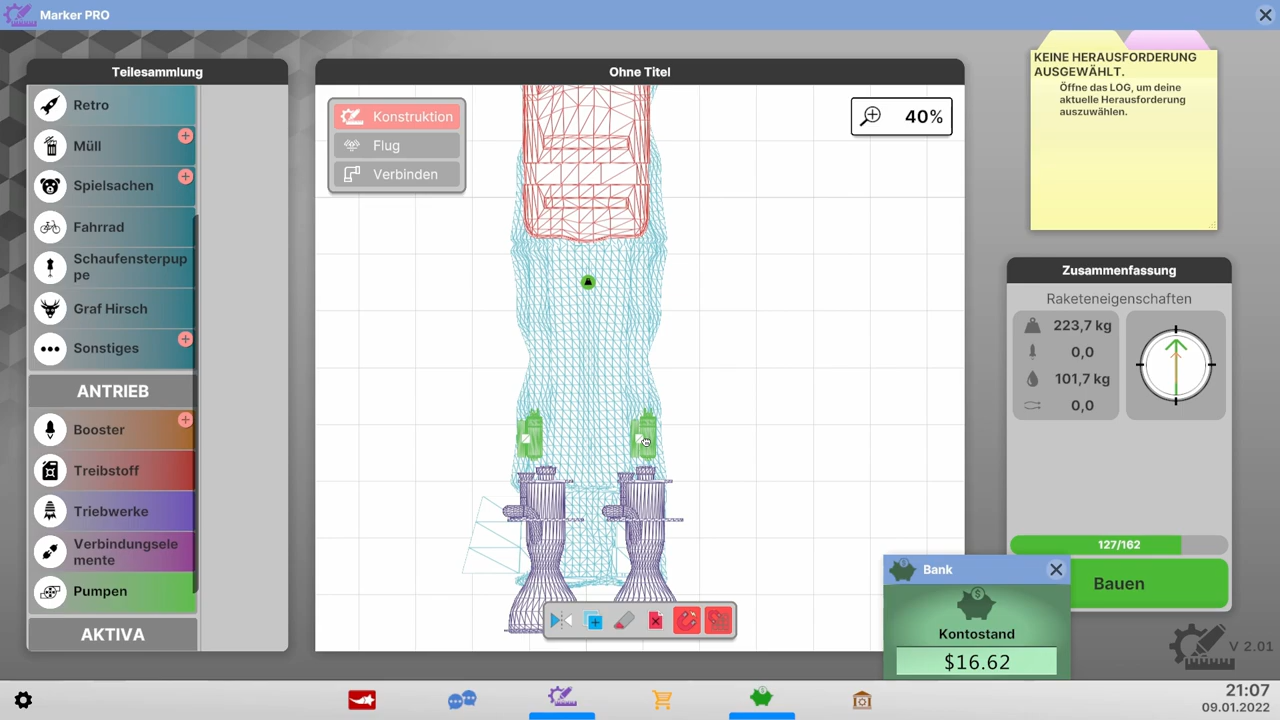 Marker PRO
Teilesammlung
Retro
Müll
Spielsachen
Fahrrad
Schaufensterpup
pe
Graf Hirsch
Sonstiges
ANTRIEB
Booster
Treibstoff
Triebwerke
Verbindungsele
mente
Pumpen
AKTIVA
Ohne Titel
Konstruktion
Flug
Verbinden
40%
KEINE HERAUSFORDERUNG
AUSGEWÄHLT.
Öffne das LOG, um deine
aktuelle Herausforderung
auszuwählen.
Zusammenfassung
Raketeneigenschaften
223,7 kg
0,0
101,7 kg
0,0
127/162
Bauen
Bank
Kontostand
$16.62
V 2.01
21:07
09.01.2022